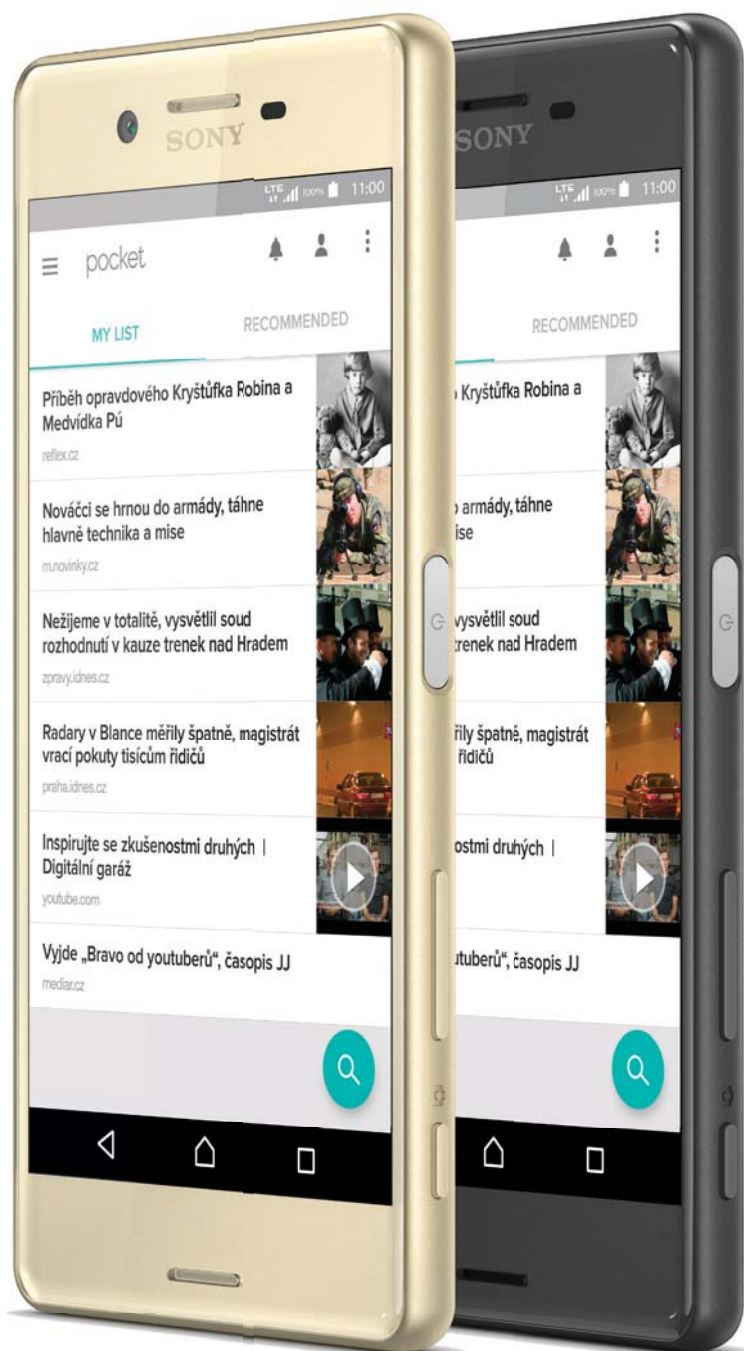 SONY
LTE 100% 11:00
pocket
MY LIST RECOMMENDED
Příběh opravdového Kryštůfka Robina a
Medvídka Pú
reflex.cz
Nováčci se hrnou do armády, táhne
hlavně technika a mise
m.novinky.cz
Nežijeme v totalitě, vysvětlil soud
rozhodnutí v kauze trenek nad Hradem
zpravy.idnes.cz
Radary v Blance měřily špatně, magistrát
vrací pokuty tisícům řidičů
praha.idnes.cz
Inspirujte se zkušenostmi druhých |
Digitální garáž
youtube.com
Vyjde „Bravo od youtuberů“, časopis JJ
mediar.cz
SONY
LTE 100% 11:00
RECOMMENDED
o Kryštůfka Robina a
o armády, táhne
ise
vysvětlil soud
trenek nad Hradem
řily špatně, magistrát
řidičů
ostmi druhých |
utuberů“, časopis JJ